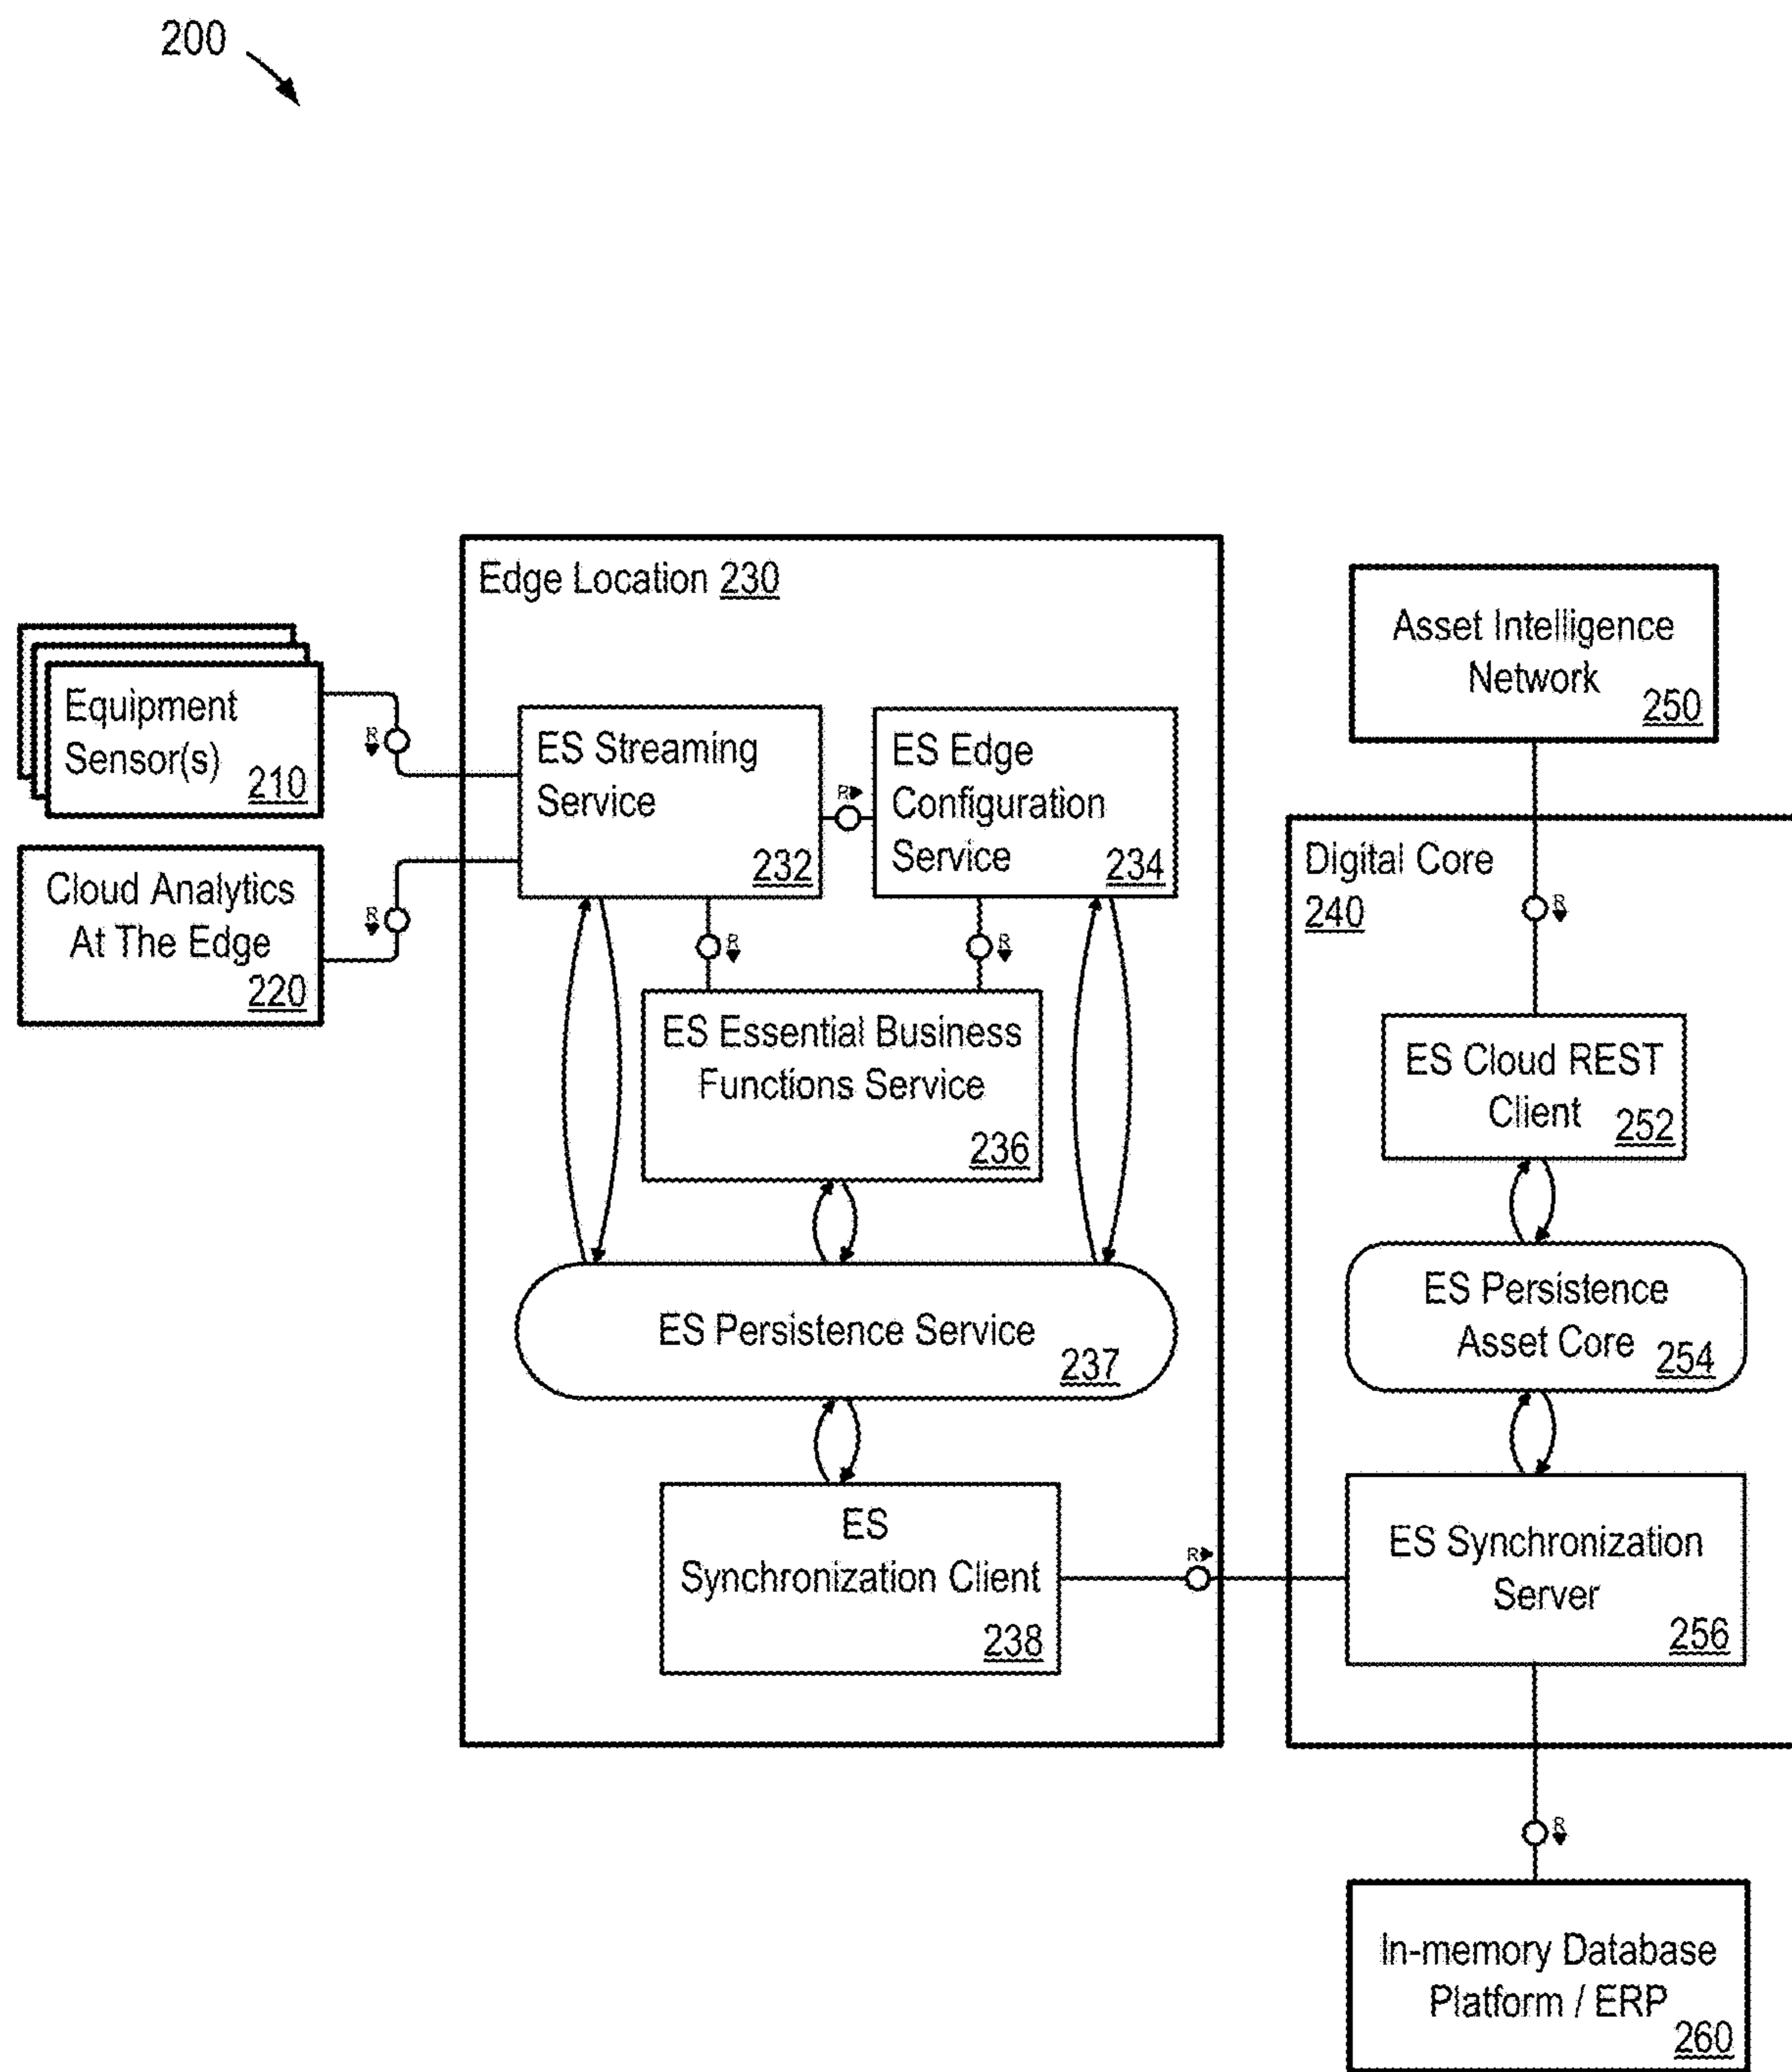 200
Edge Location 230
Equipment
Sensor(s)
210
Cloud Analytics
At The Edge
220
ES Streaming
Service
232
R
R
R
ES Edge
Configuration
Service
234
R
R
ES Essential Business
Functions Service
236
ES Persistence Service
237
ES
Synchronization Client
238
R
Asset Intelligence
Network
250
Digital Core
240
R
ES Cloud REST
Client
252
ES Persistence
Asset Core
254
ES Synchronization
Server
256
R
In-memory Database
Platform / ERP
260